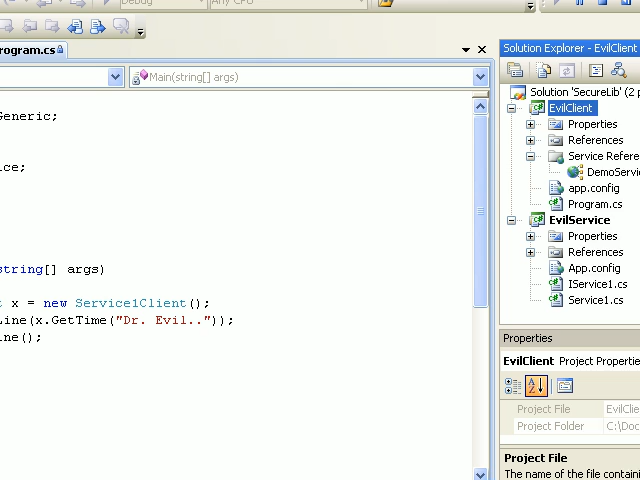 Debug
Any CPU
rogram.cs
Main(string[] args)
Generic;
ice;
string[] args)
t x = new Service1Client();
Line(x.GetTime("Dr. Evil.."));
ine();
Solution Explorer - EvilClient
Solution 'SecureLib' (2 p
EvilClient
Properties
References
Service Refere
DemoServic
app.config
Program.cs
EvilService
Properties
References
App.config
IService1.cs
Service1.cs
Properties
EvilClient Project Propertie
Project File EvilClie
Project Folder C:\Doc
Project File
The name of the file containi